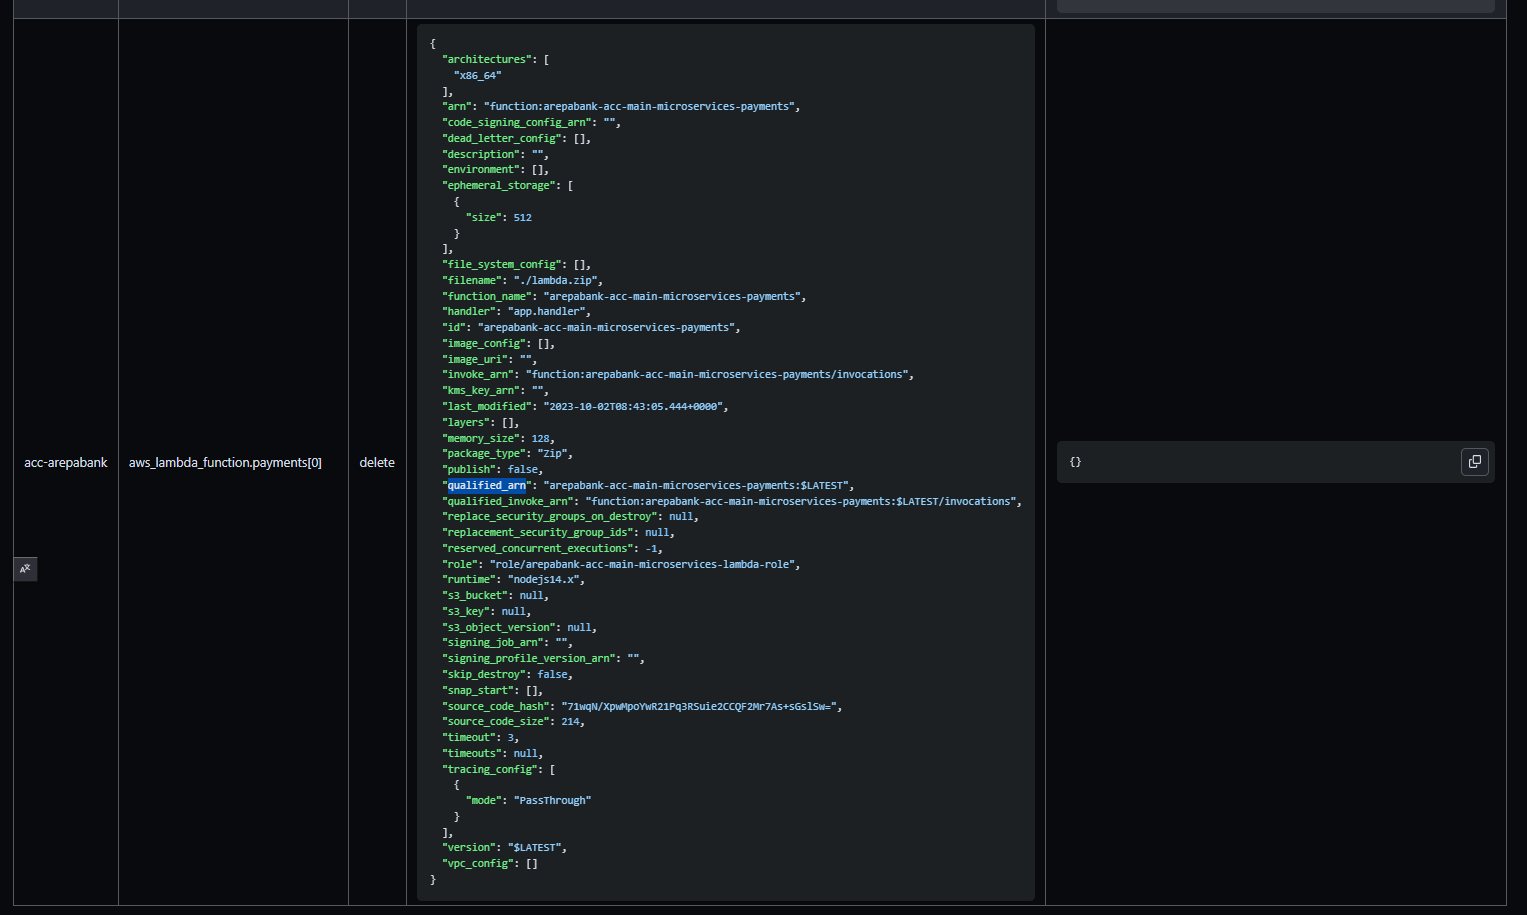 {
"architectures": [
"x86_64"
],
"arn": "function:arepabank-acc-main-microservices-payments",
"code_signing_config_arn": "",
"dead_letter_config": [],
"description": "",
"environment": [],
"ephemeral_storage": [
{
"size": 512
}
],
"file_system_config": [],
"filename": "./lambda.zip",
"function_name": "arepabank-acc-main-microservices-payments",
"handler": "app.handler",
"id": "arepabank-acc-main-microservices-payments",
"image_config": [],
"image_uri": "",
"invoke_arn": "function:arepabank-acc-main-microservices-payments/invocations",
"kms_key_arn": "",
"last_modified": "2023-10-02T08:43:05.444+0000",
"layers": [],
"memory_size": 128,
"package_type": "Zip",
"publish": false,
acc-arepabank aws_lambda_function.payments[0] delete {}
"qualified_arn": "arepabank-acc-main-microservices-payments:$LATEST",
"qualified_invoke_arn": "function:arepabank-acc-main-microservices-payments:$LATEST/invocations",
"replace_security_groups_on_destroy": null,
"replacement_security_group_ids": null,
"reserved_concurrent_executions": -1,
"role": "role/arepabank-acc-main-microservices-lambda-role",
"runtime": "nodejs14.x",
"s3_bucket": null,
"s3_key": null,
"s3_object_version": null,
"signing_job_arn": "",
"signing_profile_version_arn": "",
"skip_destroy": false,
"snap_start": [],
"source_code_hash": "71wqN/XpwMpoYwR21Pq3RSuie2CCQF2Mr7As+sGslSw=",
"source_code_size": 214,
"timeout": 3,
"timeouts": null,
"tracing_config": [
{
"mode": "PassThrough"
}
],
"version": "$LATEST",
"vpc_config": []
}